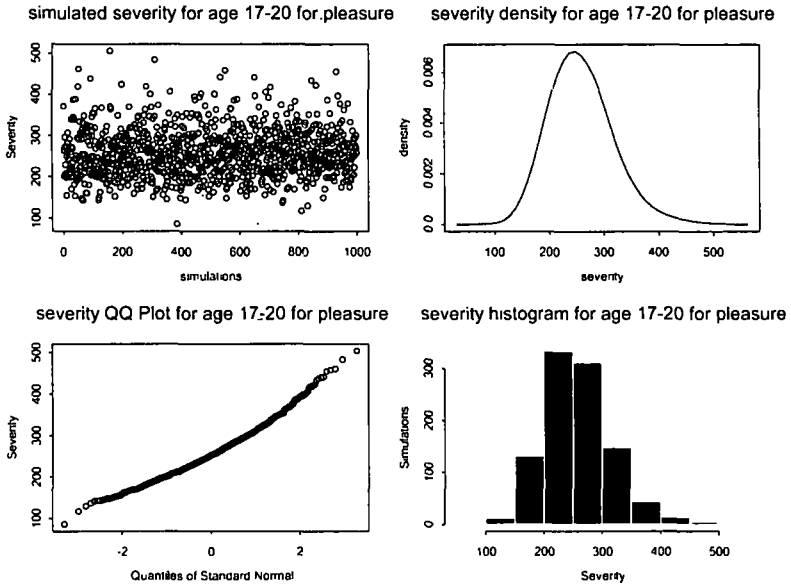 simulated severity for age 17-20 for pleasure
Severity
500
400
300
200
100
0 200 400 600 800 1000
simulations
severity density for age 17-20 for pleasure
density
0.006
0.004
0.002
0.0
100 200 300 400 500
severity
severity QQ Plot for age 17-20 for pleasure
Severity
500
400
300
200
100
-2 0 2
Quantiles of Standard Normal
severity histogram for age 17-20 for pleasure
Simulations
300
200
100
0
100 200 300 400 500
Severity